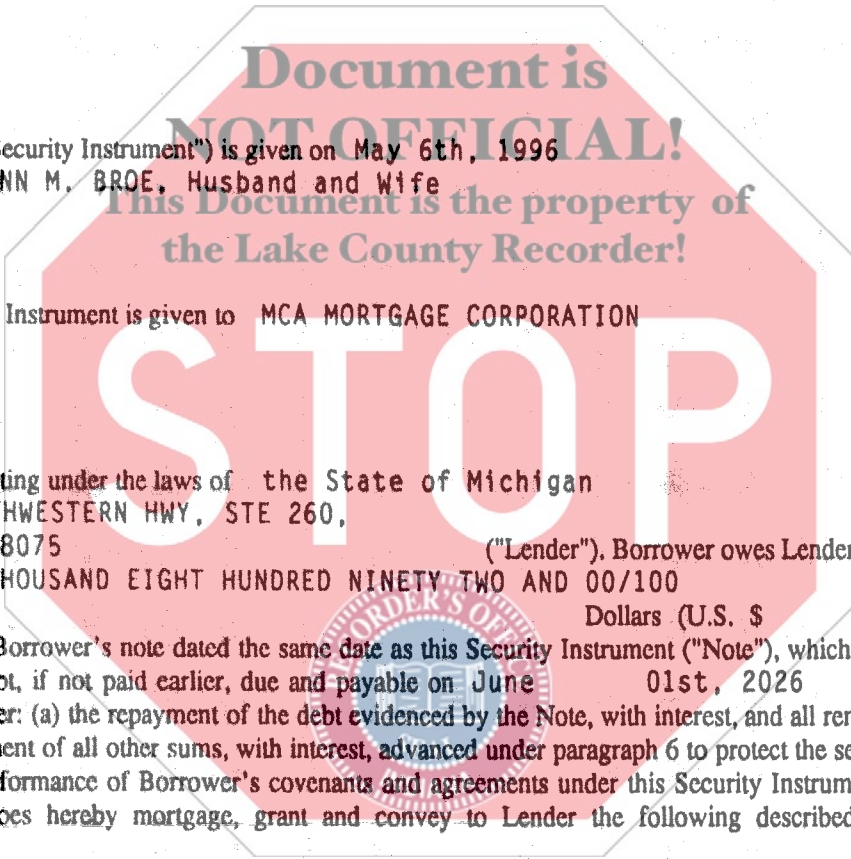 Document is
NOT OFFICIAL!
ecurity Instrument") is given on May 6th, 1996
NN M. BROE, Husband and Wife
This Document is the property of
the Lake County Recorder!
Instrument is given to MCA MORTGAGE CORPORATION
STOP
ting under the laws of the State of Michigan
HWESTERN HWY, STE 260,
8075 ("Lender"). Borrower owes Lender
HOUSAND EIGHT HUNDRED NINETY TWO AND 00/100
Dollars (U.S. $
RECORDER'S OFFICE
Borrower's note dated the same date as this Security Instrument ("Note"), which
bt, if not paid earlier, due and payable on June 01st, 2026
er: (a) the repayment of the debt evidenced by the Note, with interest, and all ren
ent of all other sums, with interest, advanced under paragraph 6 to protect the se
formance of Borrower's covenants and agreements under this Security Instrum
oes hereby mortgage, grant and convey to Lender the following described
SEAL